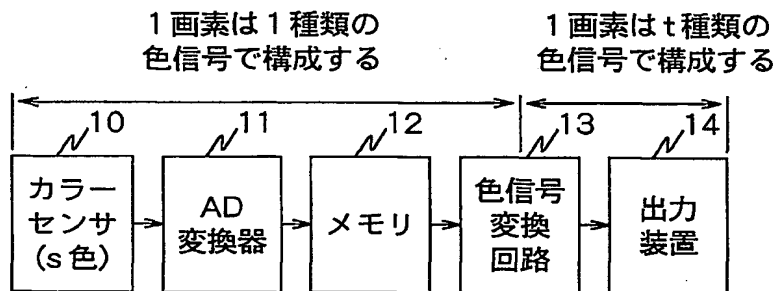 1画素は1種類の
色信号で構成する
1画素はt種類の
色信号で構成する
10
11
12
13
14
カラー
センサ
(s色)
AD
変換器
メモリ
色信号
変換
回路
出力
装置